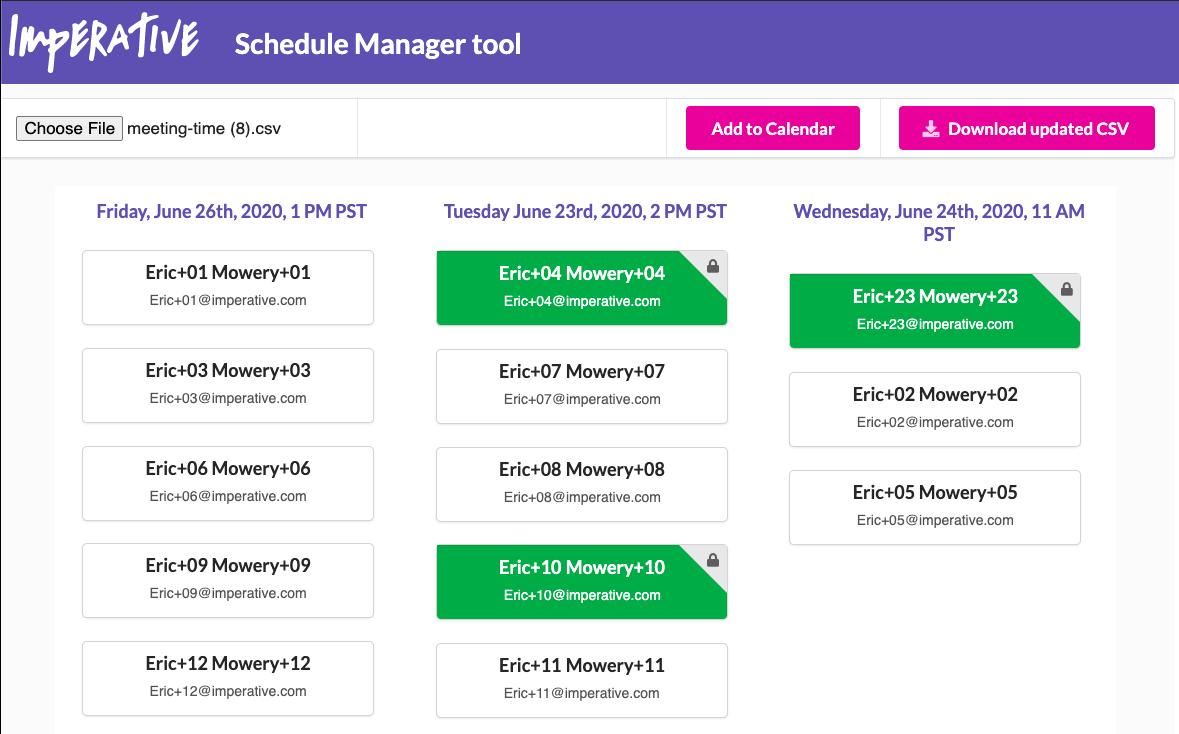 IMPERATIVE
Schedule Manager tool
Choose File meeting-time (8).csv
Add to Calendar
Download updated CSV
Friday, June 26th, 2020, 1 PM PST
Eric+01 Mowery+01
Eric+01@imperative.com
Eric+03 Mowery+03
Eric+03@imperative.com
Eric+06 Mowery+06
Eric+06@imperative.com
Eric+09 Mowery+09
Eric+09@imperative.com
Eric+12 Mowery+12
Eric+12@imperative.com
Tuesday June 23rd, 2020, 2 PM PST
Eric+04 Mowery+04
Eric+04@imperative.com
Eric+07 Mowery+07
Eric+07@imperative.com
Eric+08 Mowery+08
Eric+08@imperative.com
Eric+10 Mowery+10
Eric+10@imperative.com
Eric+11 Mowery+11
Eric+11@imperative.com
Wednesday, June 24th, 2020, 11 AM
PST
Eric+23 Mowery+23
Eric+23@imperative.com
Eric+02 Mowery+02
Eric+02@imperative.com
Eric+05 Mowery+05
Eric+05@imperative.com